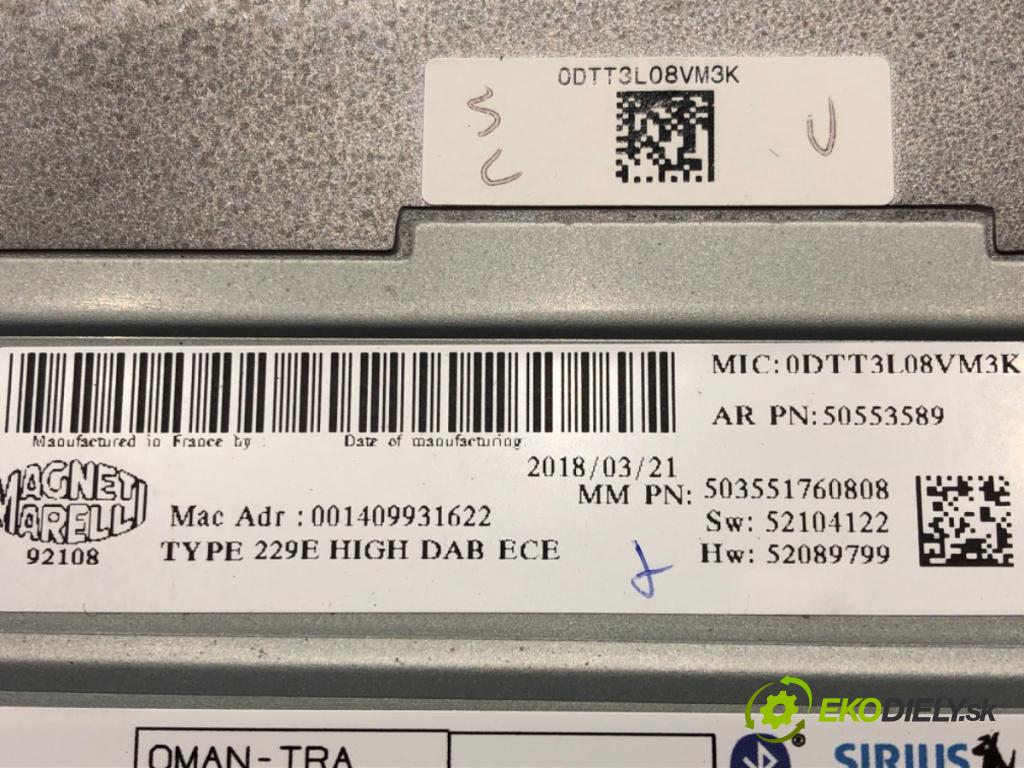 0DTT3L08VM3K
S
C
U
MIC:0DTT3L08VM3K
AR PN:50553589
Manufactured in France by :
Date of manufacturing:
2018/03/21
MM PN: 503551760808
MAGNETI
MARELLI
92108
Mac Adr : 001409931622
Sw: 52104122
TYPE 229E HIGH DAB ECE
Hw: 52089799
OMAN-TRA
SIRIUS
EKODIELY.sk